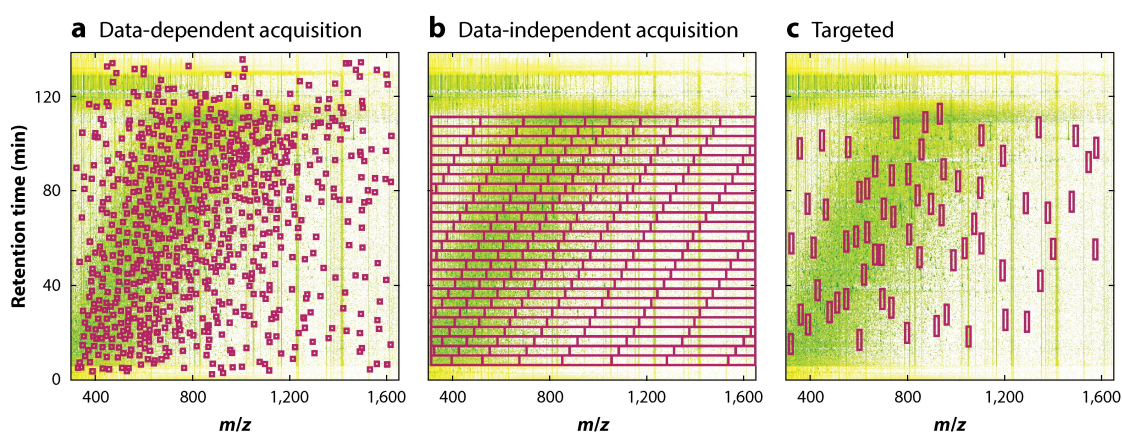 a Data-dependent acquisition
b Data-independent acquisition
c Targeted
Retention time (min)
120
80
40
0
400
800
1,200
1,600
m/z
400
800
1,200
1,600
m/z
400
800
1,200
1,600
m/z